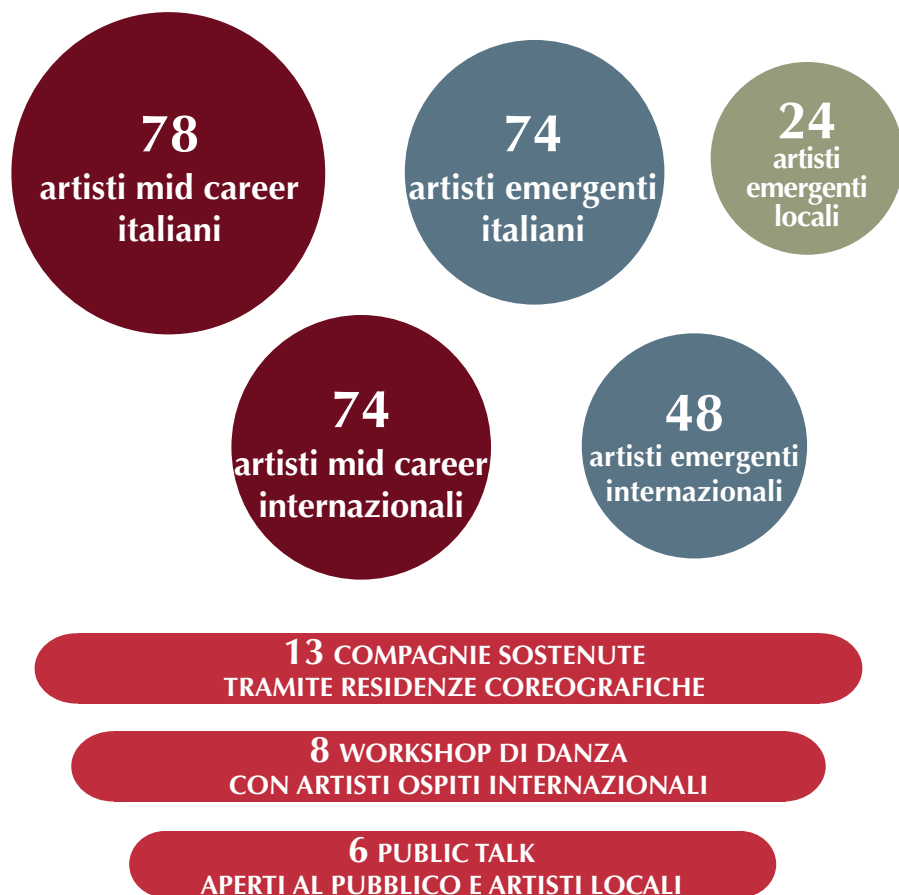 78
artisti mid career
italiani
74
artisti emergenti
italiani
24
artisti
emergenti
locali
74
artisti mid career
internazionali
48
artisti emergenti
internazionali
13 COMPAGNIE SOSTENUTE
TRAMITE RESIDENZE COREOGRAFICHE
8 WORKSHOP DI DANZA
CON ARTISTI OSPITI INTERNAZIONALI
6 PUBLIC TALK
APERTI AL PUBBLICO E ARTISTI LOCALI